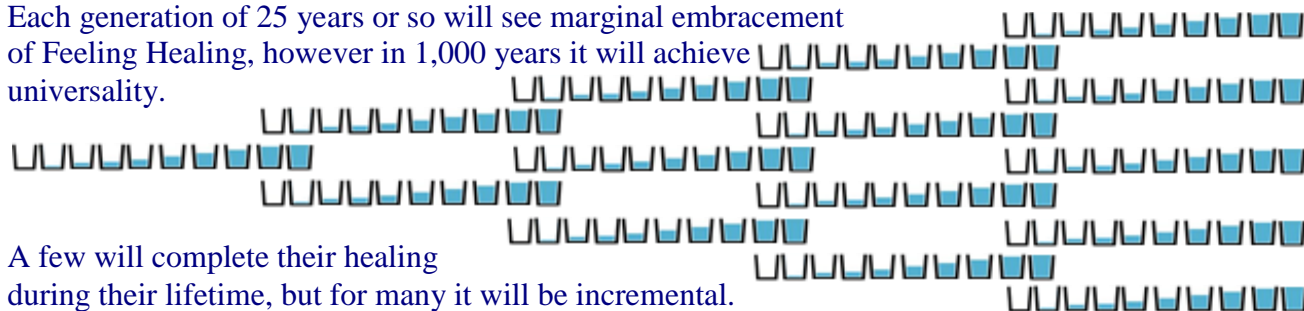 Each generation of 25 years or so will see marginal embracement
of Feeling Healing, however in 1,000 years it will achieve
universality.
A few will complete their healing
during their lifetime, but for many it will be incremental.